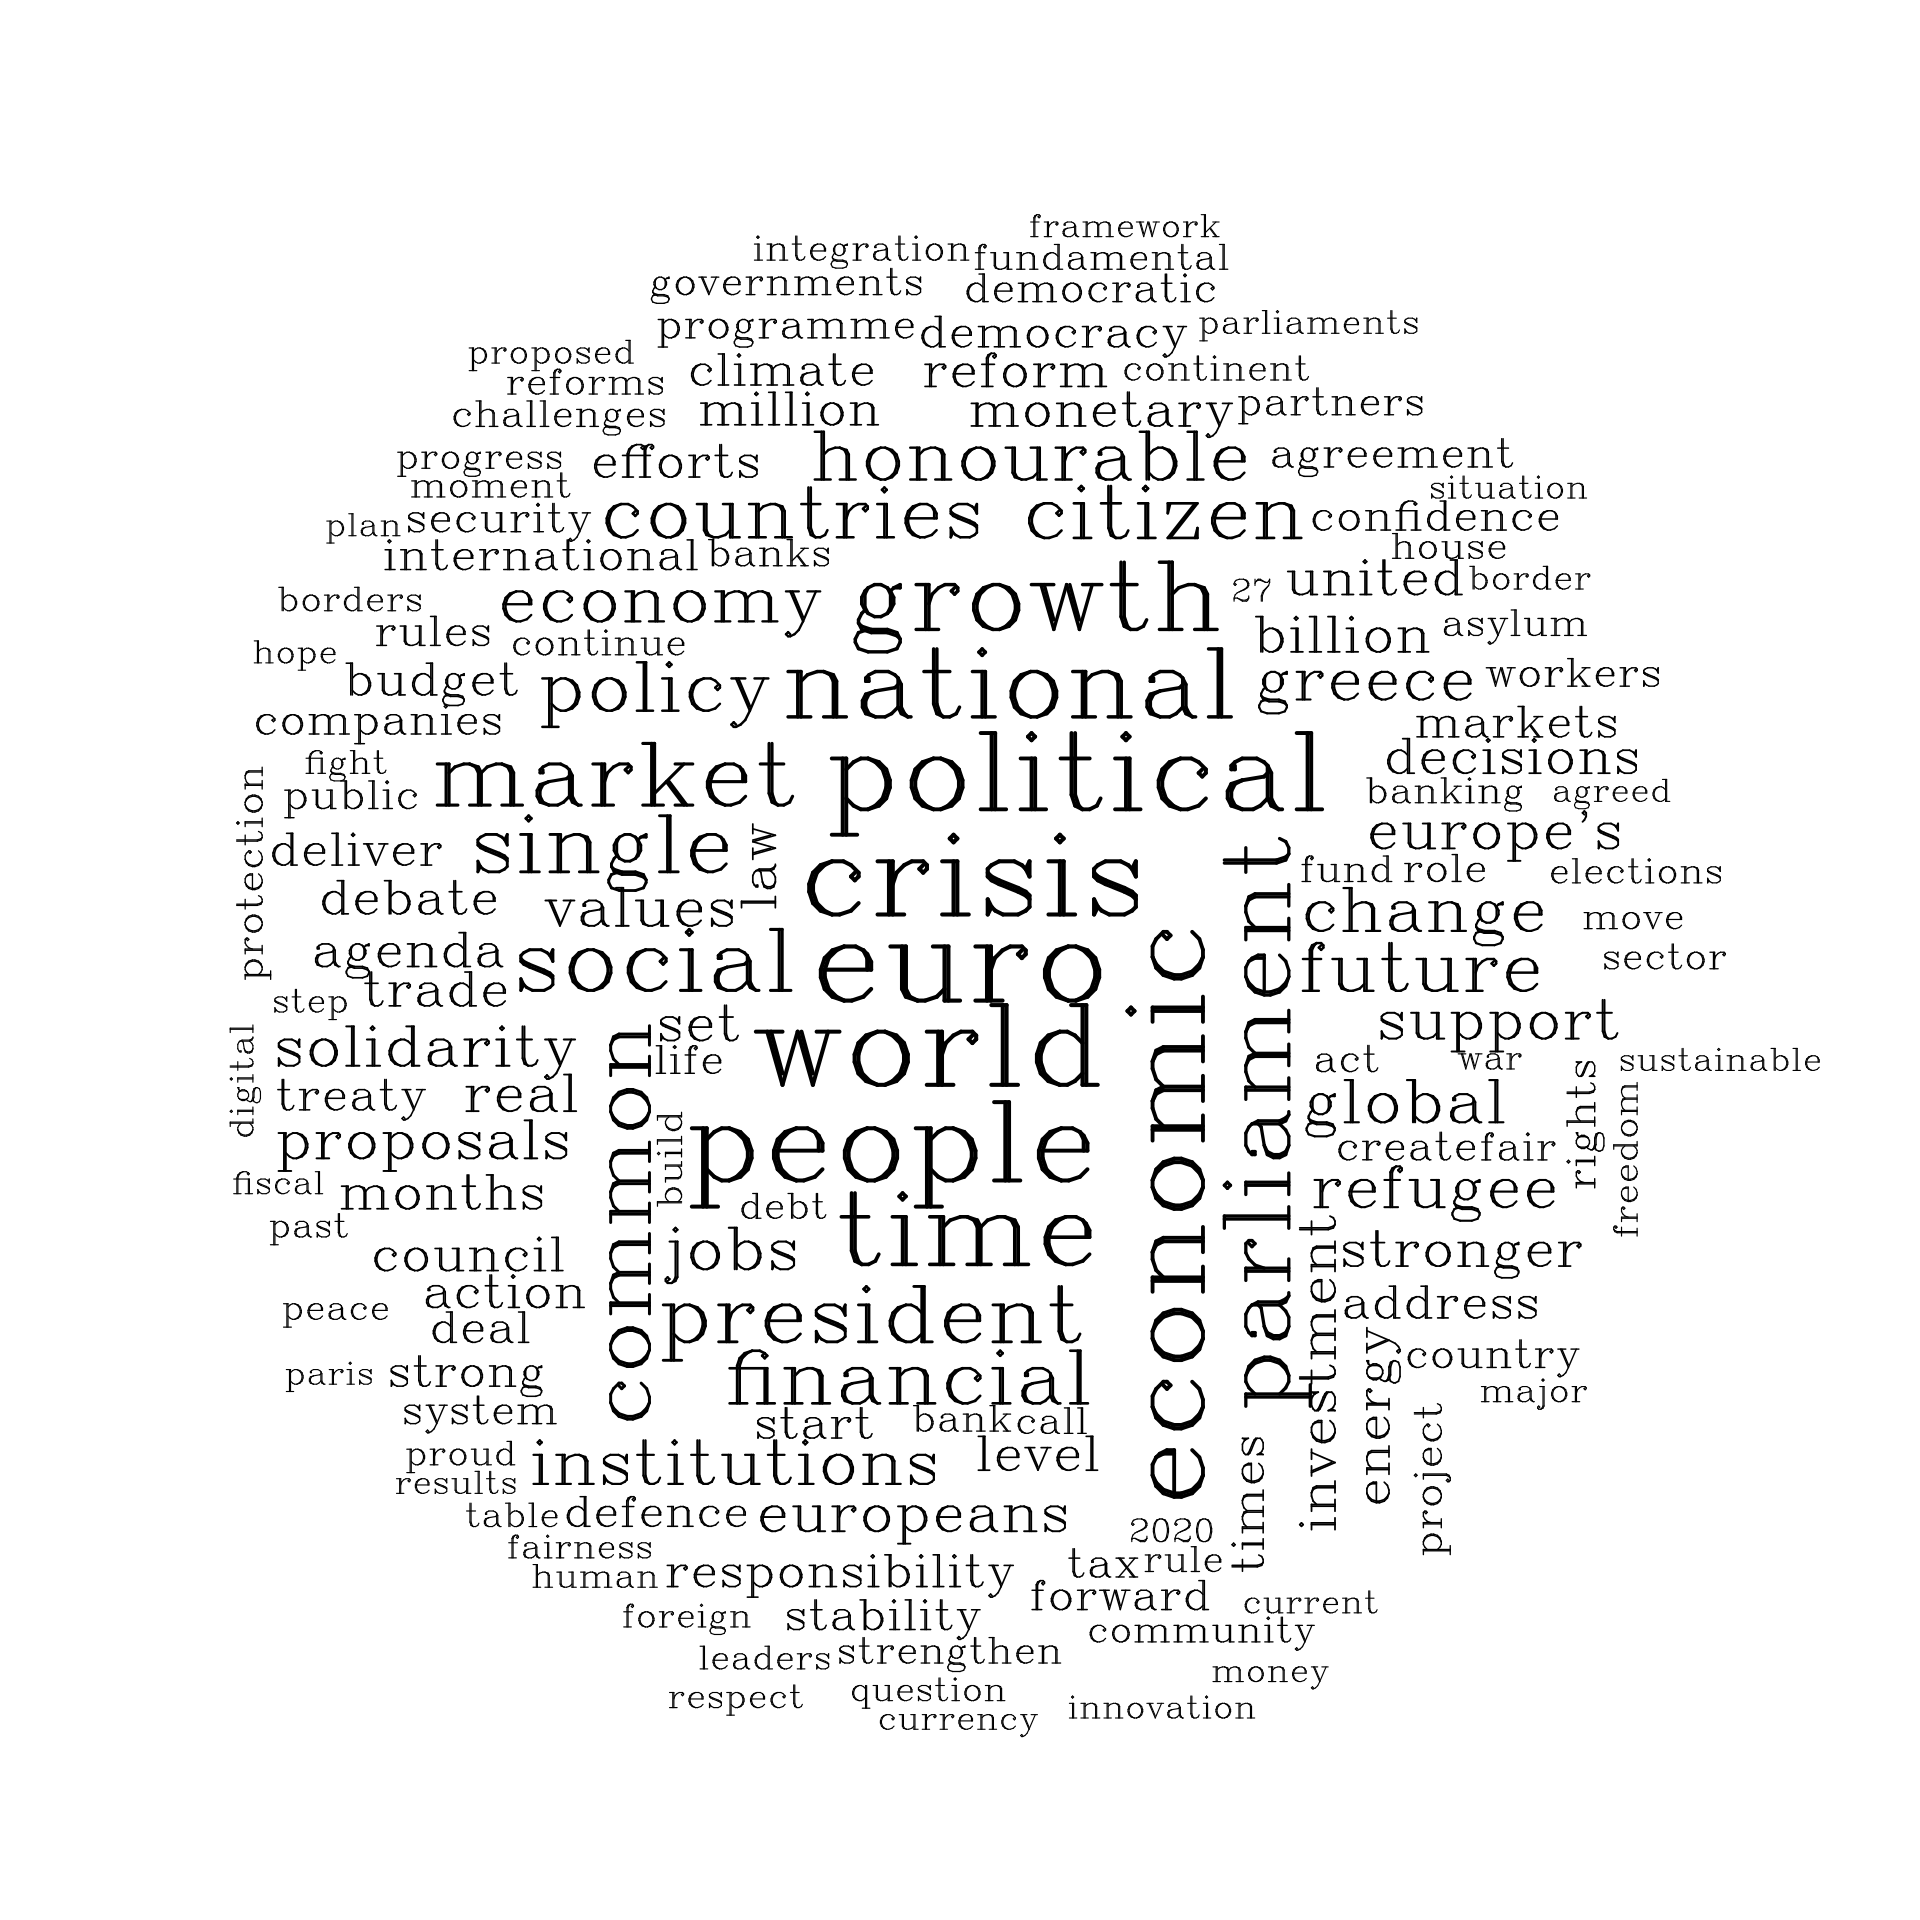 framework
integration fundamental
governments democratic
programme democracy parliaments
proposed
reforms climate reform continent
challenges million monetary partners
progress efforts honourable agreement
moment situation
plan security countries citizen confidence
international banks house
borders economy growth 27 united border
rules continue billion asylum
hope budget policy national greece workers
companies markets
fight market political decisions
public banking agreed
protection
deliver single law crisis europe's
fund role elections
debate values change move
agenda social euro future sector
trade
step
economic
parliament
common
set world support
digital
solidarity life act war sustainable
treaty real global rights
freedom
proposals build people create fair
fiscal months refugee
past debt time
council jobs stronger
action investment
peace president address
deal energy
paris strong financial country
system major
start bank call
project
proud institutions level times
results
table defence europeans 2020
fairness
human responsibility tax rule
forward current
foreign stability community
leaders strengthen money
respect question innovation
currency